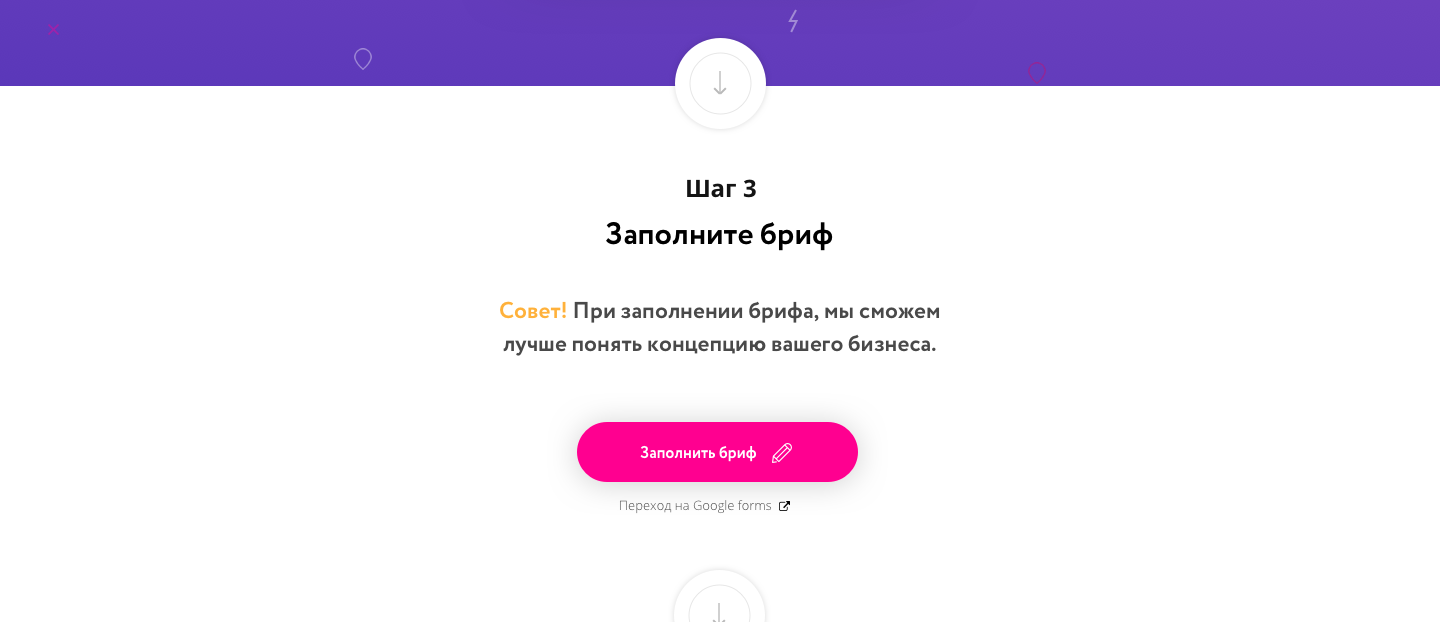 Шаг 3
Заполните бриф
Совет! При заполнении брифа, мы сможем
лучше понять концепцию вашего бизнеса.
Заполнить бриф
Переход на Google forms